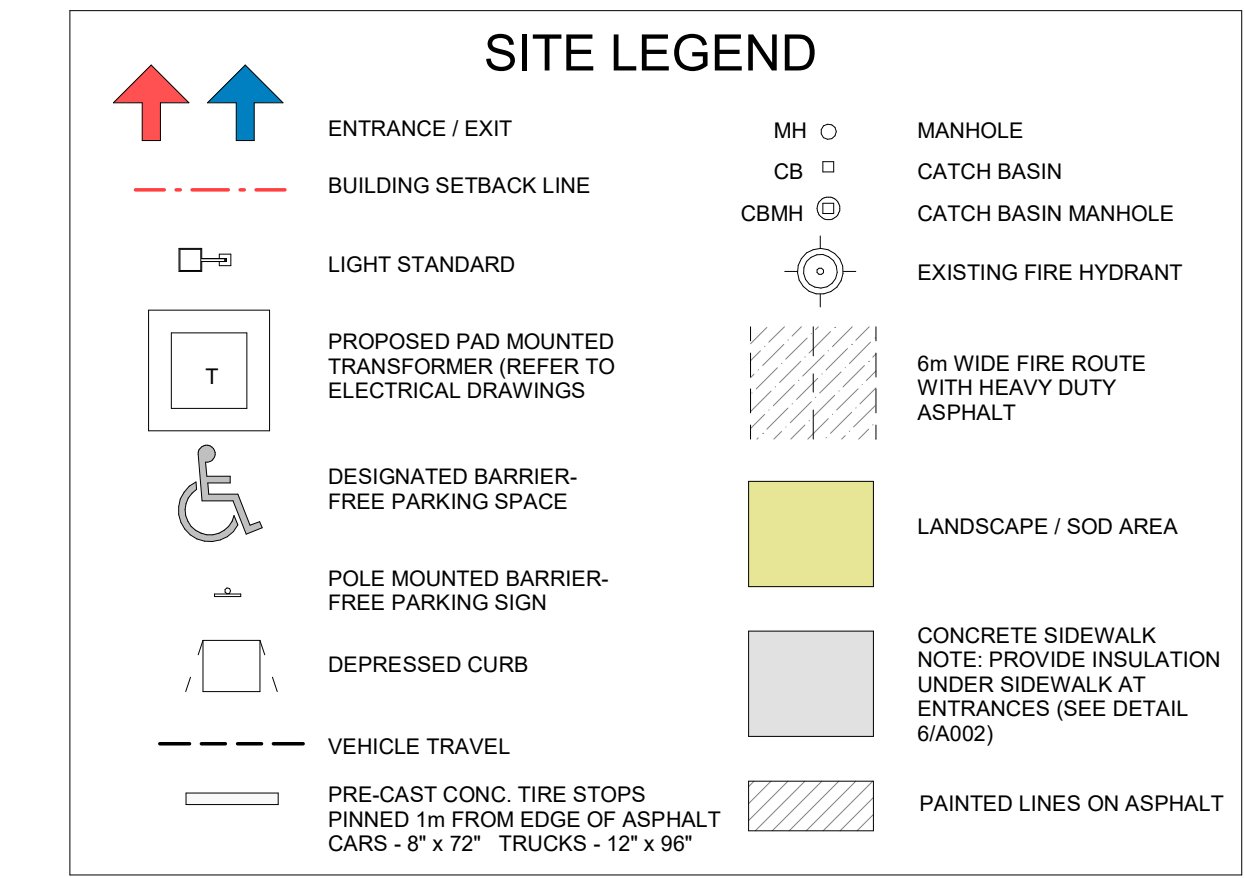 SITE LEGEND
ENTRANCE / EXIT
BUILDING SETBACK LINE
LIGHT STANDARD
T
PROPOSED PAD MOUNTED
TRANSFORMER (REFER TO
ELECTRICAL DRAWINGS
DESIGNATED BARRIER-
FREE PARKING SPACE
POLE MOUNTED BARRIER-
FREE PARKING SIGN
DEPRESSED CURB
VEHICLE TRAVEL
PRE-CAST CONC. TIRE STOPS
PINNED 1m FROM EDGE OF ASPHALT
CARS - 8" x 72" TRUCKS - 12" x 96"
MH MANHOLE
CB CATCH BASIN
CBMH CATCH BASIN MANHOLE
EXISTING FIRE HYDRANT
6m WIDE FIRE ROUTE
WITH HEAVY DUTY
ASPHALT
LANDSCAPE / SOD AREA
CONCRETE SIDEWALK
NOTE: PROVIDE INSULATION
UNDER SIDEWALK AT
ENTRANCES (SEE DETAIL
6/A002)
PAINTED LINES ON ASPHALT